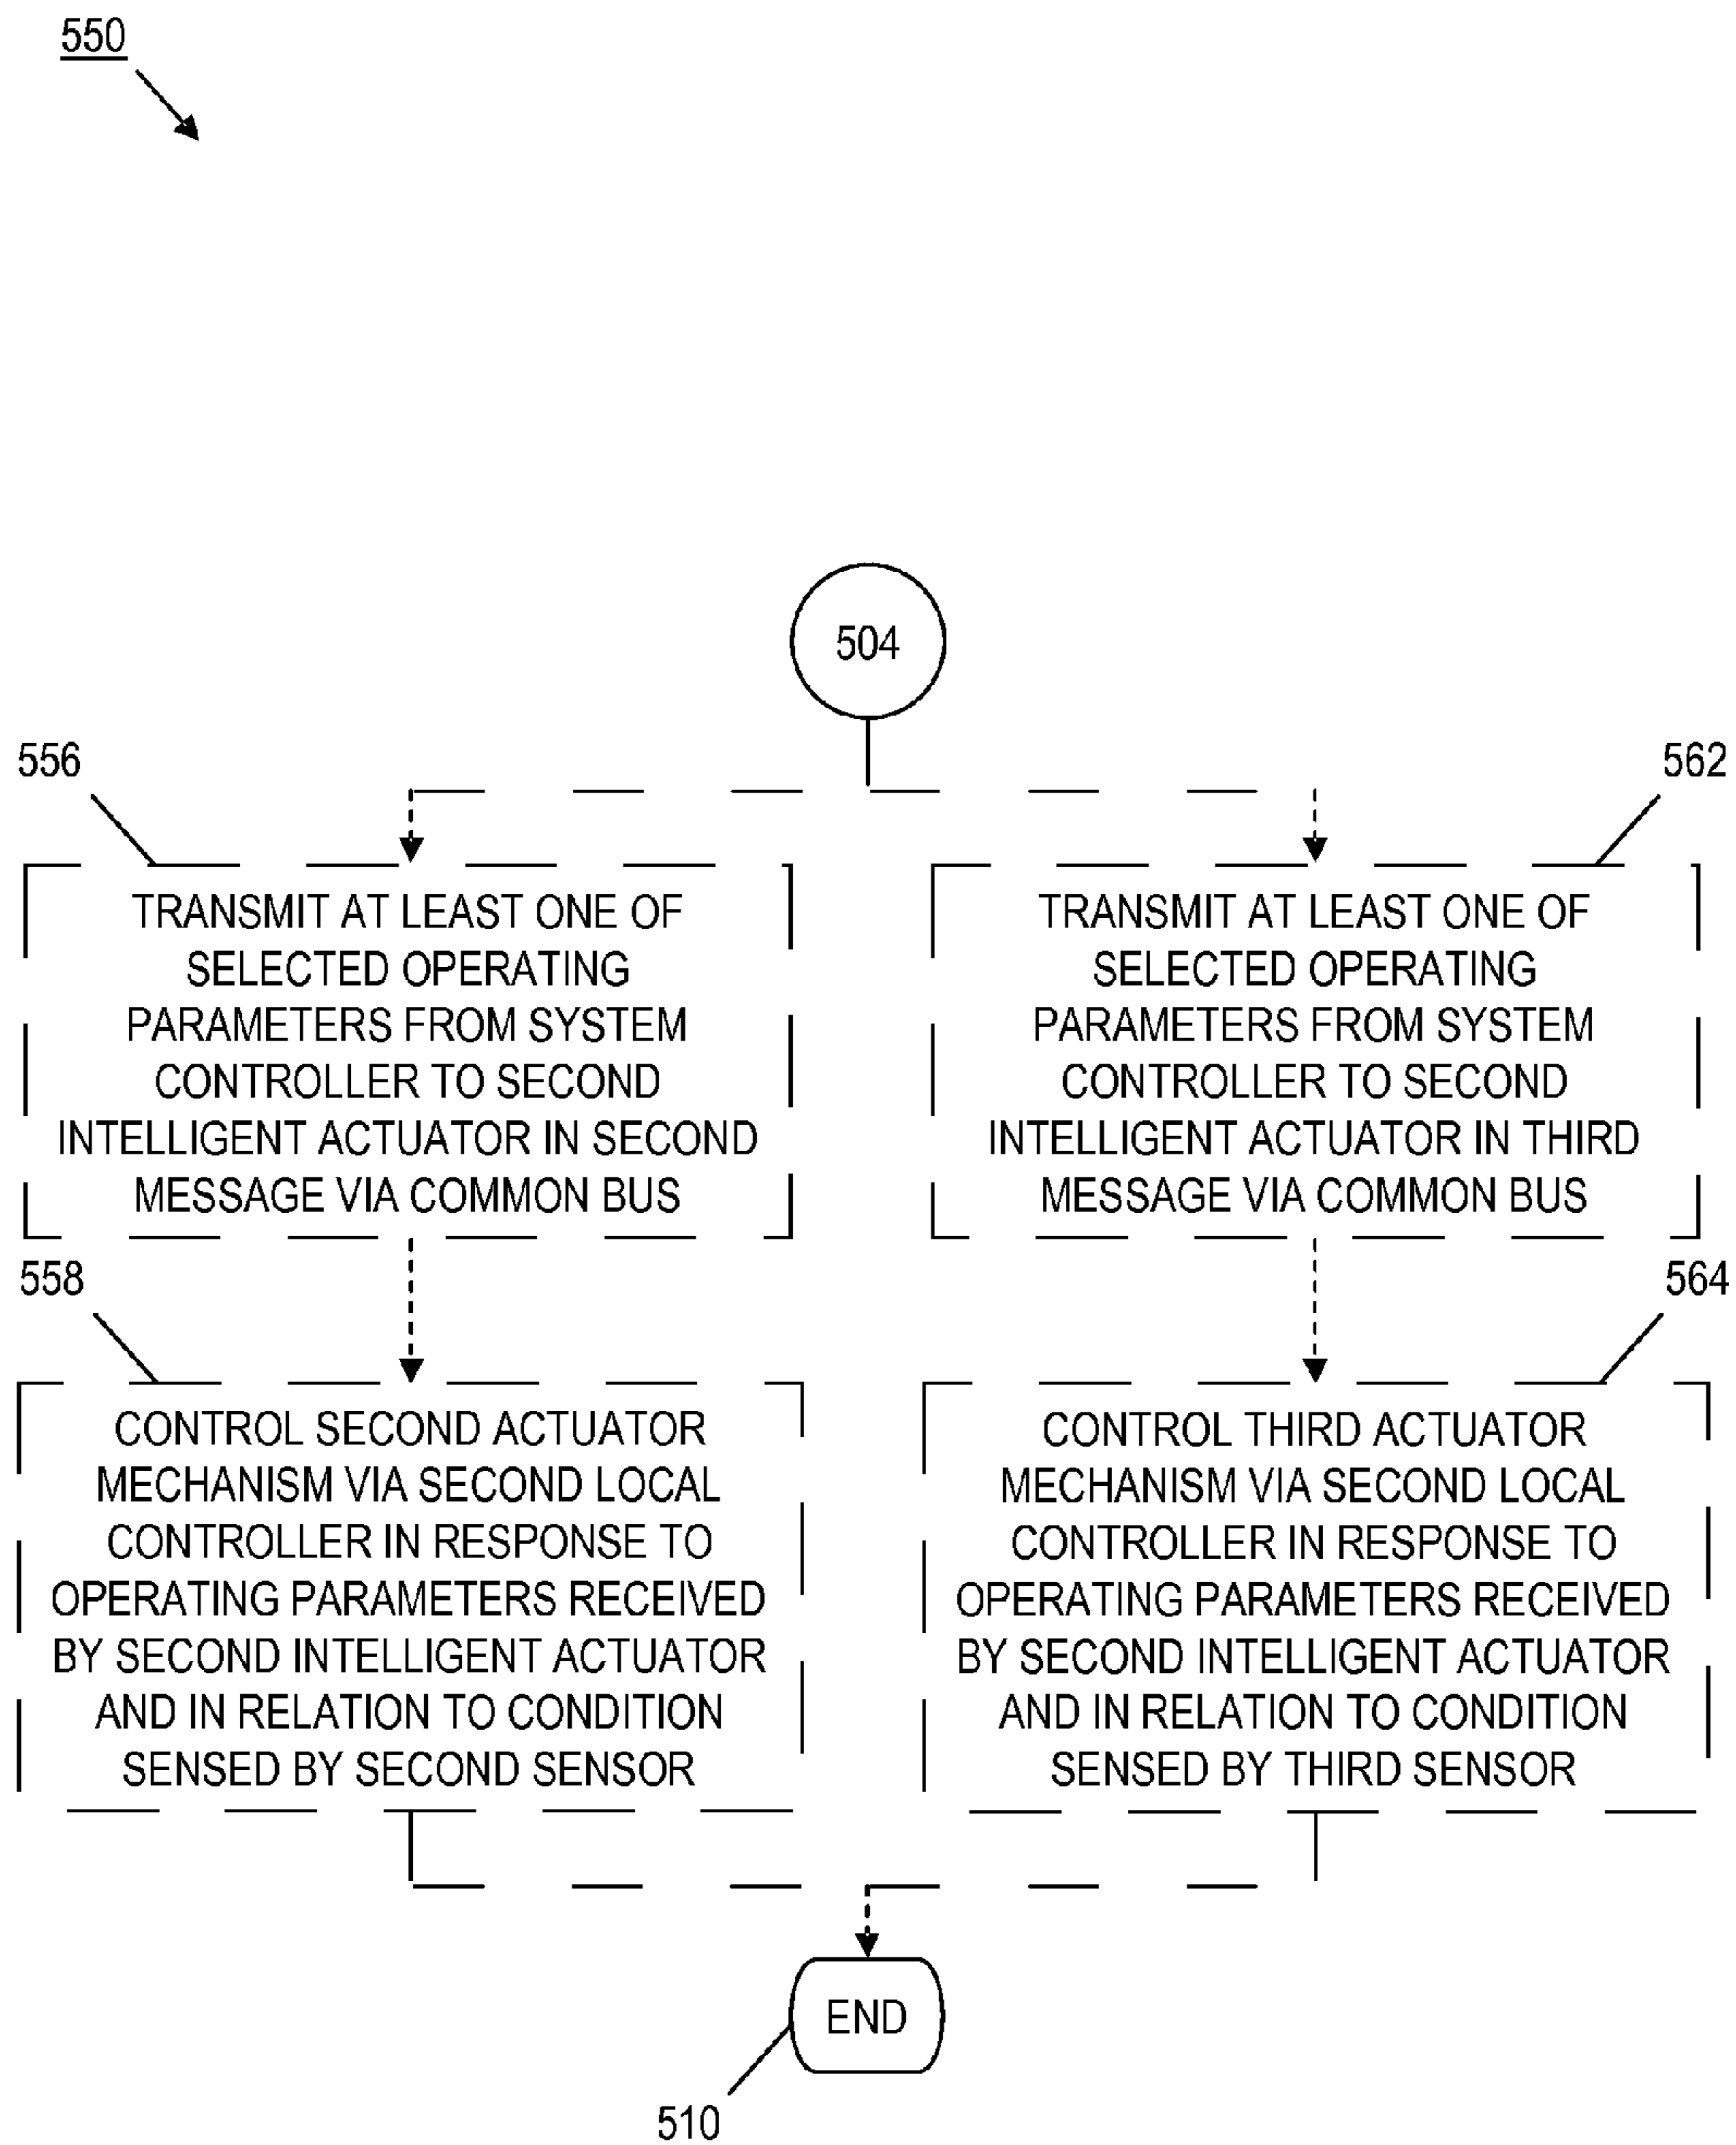 550
504
556
TRANSMIT AT LEAST ONE OF
SELECTED OPERATING
PARAMETERS FROM SYSTEM
CONTROLLER TO SECOND
INTELLIGENT ACTUATOR IN SECOND
MESSAGE VIA COMMON BUS
562
TRANSMIT AT LEAST ONE OF
SELECTED OPERATING
PARAMETERS FROM SYSTEM
CONTROLLER TO SECOND
INTELLIGENT ACTUATOR IN THIRD
MESSAGE VIA COMMON BUS
558
CONTROL SECOND ACTUATOR
MECHANISM VIA SECOND LOCAL
CONTROLLER IN RESPONSE TO
OPERATING PARAMETERS RECEIVED
BY SECOND INTELLIGENT ACTUATOR
AND IN RELATION TO CONDITION
SENSED BY SECOND SENSOR
564
CONTROL THIRD ACTUATOR
MECHANISM VIA SECOND LOCAL
CONTROLLER IN RESPONSE TO
OPERATING PARAMETERS RECEIVED
BY SECOND INTELLIGENT ACTUATOR
AND IN RELATION TO CONDITION
SENSED BY THIRD SENSOR
END
510